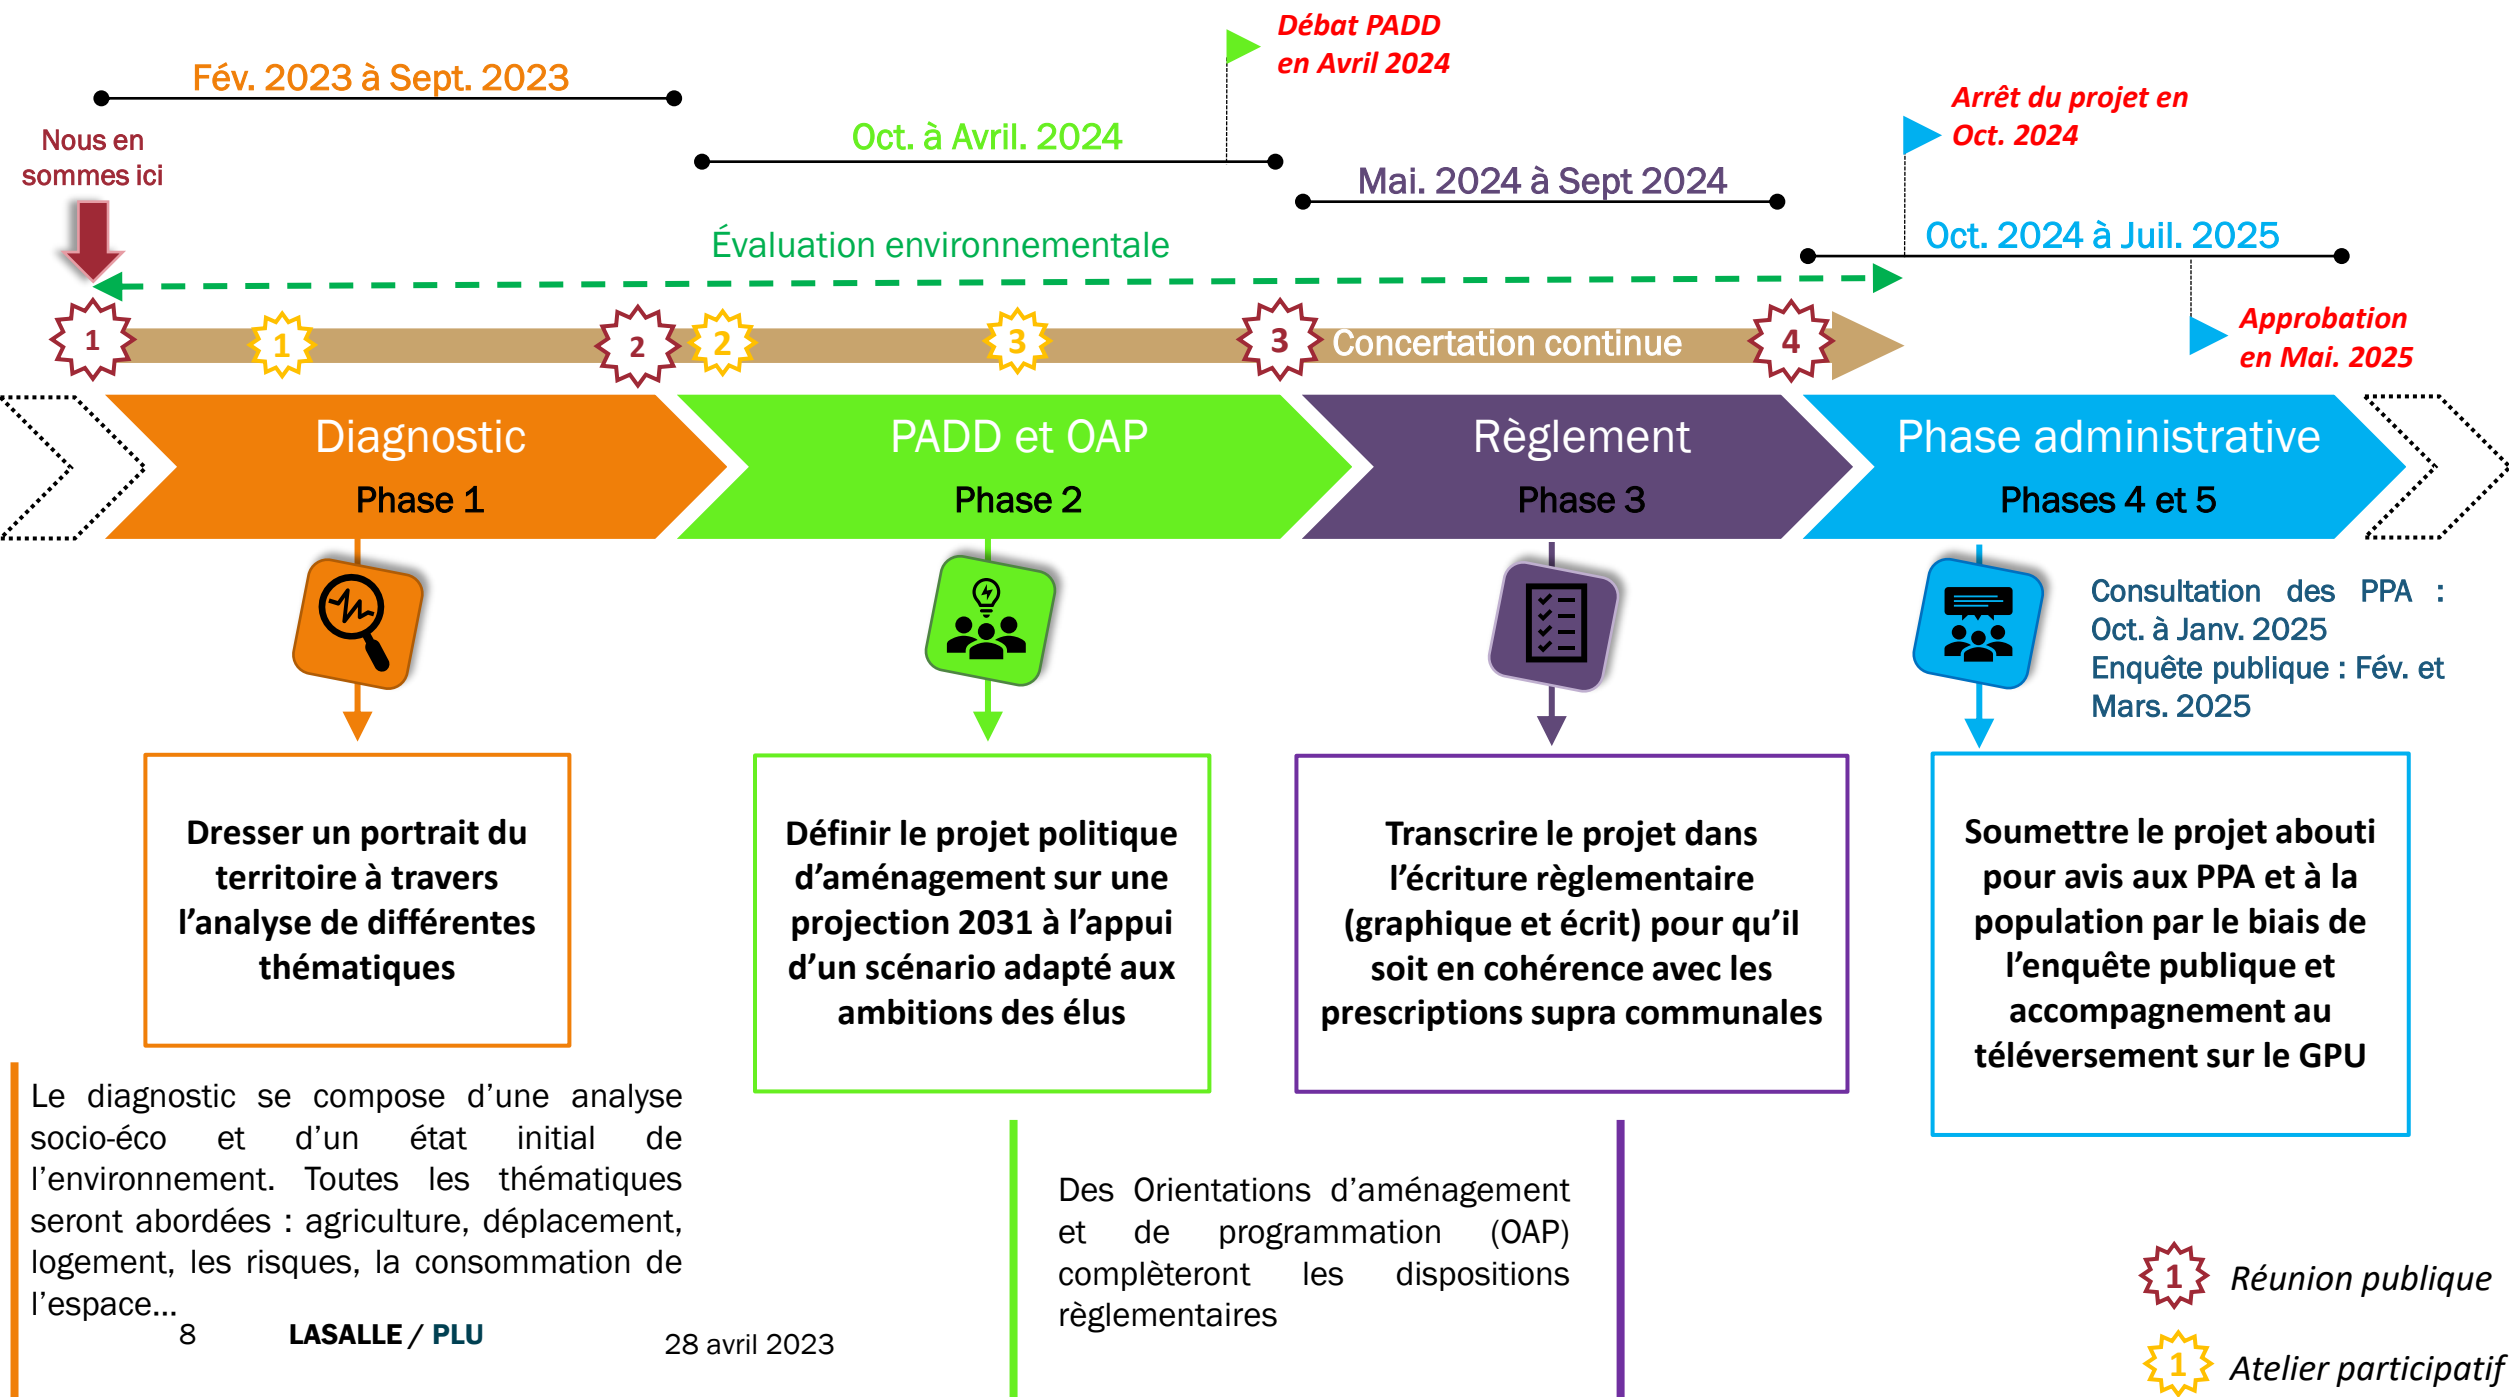 Débat PADD
en Avril 2024
Fév. 2023 à Sept. 2023
Arrêt du projet en
Oct. 2024
Nous en
sommes ici
Oct. à Avril. 2024
Mai. 2024 à Sept 2024
Évaluation environnementale
Oct. 2024 à Juil. 2025
1
1
2
2
3
3
Concertation continue
4
Approbation
en Mai. 2025
Diagnostic
Phase 1
PADD et OAP
Phase 2
Règlement
Phase 3
Phase administrative
Phases 4 et 5
Consultation des PPA :
Oct. à Janv. 2025
Enquête publique : Fév. et
Mars. 2025
Dresser un portrait du
territoire à travers
l’analyse de différentes
thématiques
Définir le projet politique
d’aménagement sur une
projection 2031 à l’appui
d’un scénario adapté aux
ambitions des élus
Transcrire le projet dans
l’écriture règlementaire
(graphique et écrit) pour qu’il
soit en cohérence avec les
prescriptions supra communales
Soumettre le projet abouti
pour avis aux PPA et à la
population par le biais de
l’enquête publique et
accompagnement au
téléversement sur le GPU
Le diagnostic se compose d’une analyse
socio-éco et d’un état initial de
l’environnement. Toutes les thématiques
seront abordées : agriculture, déplacement,
logement, les risques, la consommation de
l’espace…
Des Orientations d’aménagement
et de programmation (OAP)
complèteront les dispositions
règlementaires
1 Réunion publique
1 Atelier participatif
8
LASALLE / PLU
28 avril 2023